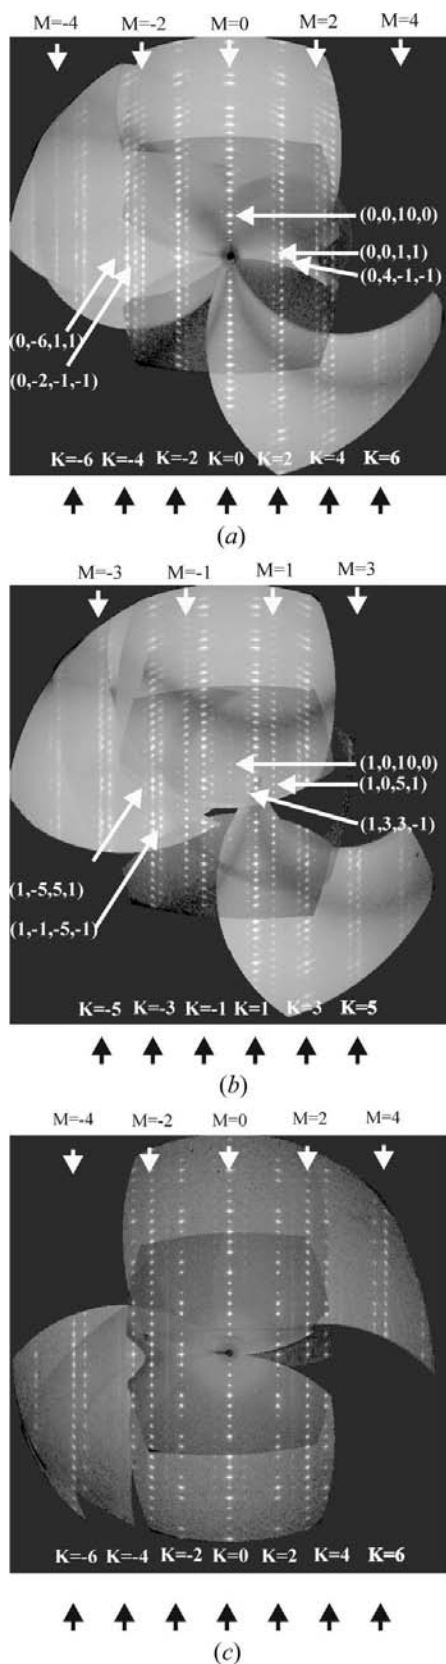 M=-4 M=-2 M=0 M=2 M=4
(0,0,10,0)
(0,0,1,1)
(0,4,-1,-1)
(0,-6,1,1)
(0,-2,-1,-1)
K=-6 K=-4 K=-2 K=0 K=2 K=4 K=6
(a)
M=-3 M=-1 M=1 M=3
(1,0,10,0)
(1,0,5,1)
(1,3,3,-1)
(1,-5,5,1)
(1,-1,-5,-1)
K=-5 K=-3 K=-1 K=1 K=3 K=5
(b)
M=-4 M=-2 M=0 M=2 M=4
K=-6 K=-4 K=-2 K=0 K=2 K=4 K=6
(c)